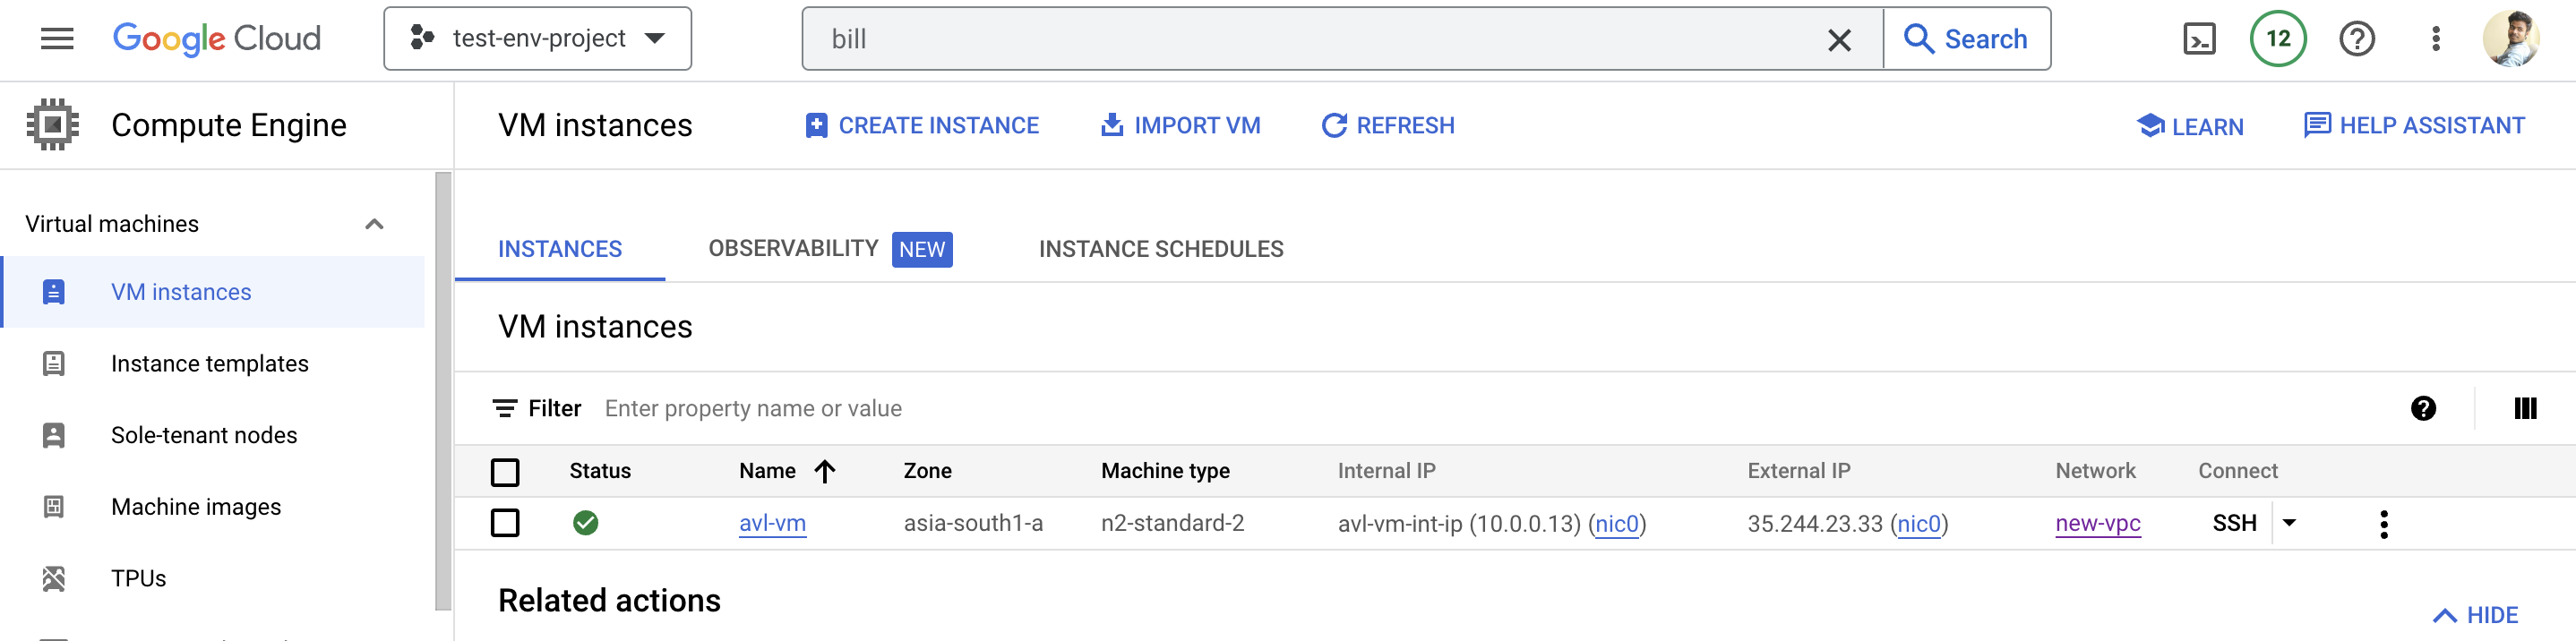 Google Cloud
test-env-project
bill
Search
12
Compute Engine
VM instances
CREATE INSTANCE
IMPORT VM
REFRESH
LEARN
HELP ASSISTANT
Virtual machines
VM instances
Instance templates
Sole-tenant nodes
Machine images
TPUs
INSTANCES
OBSERVABILITY NEW
INSTANCE SCHEDULES
VM instances
Filter Enter property name or value
Status Name Zone Machine type Internal IP External IP Network Connect
avl-vm asia-south1-a n2-standard-2 avl-vm-int-ip (10.0.0.13) (nic0) 35.244.23.33 (nic0) new-vpc SSH
Related actions
HIDE